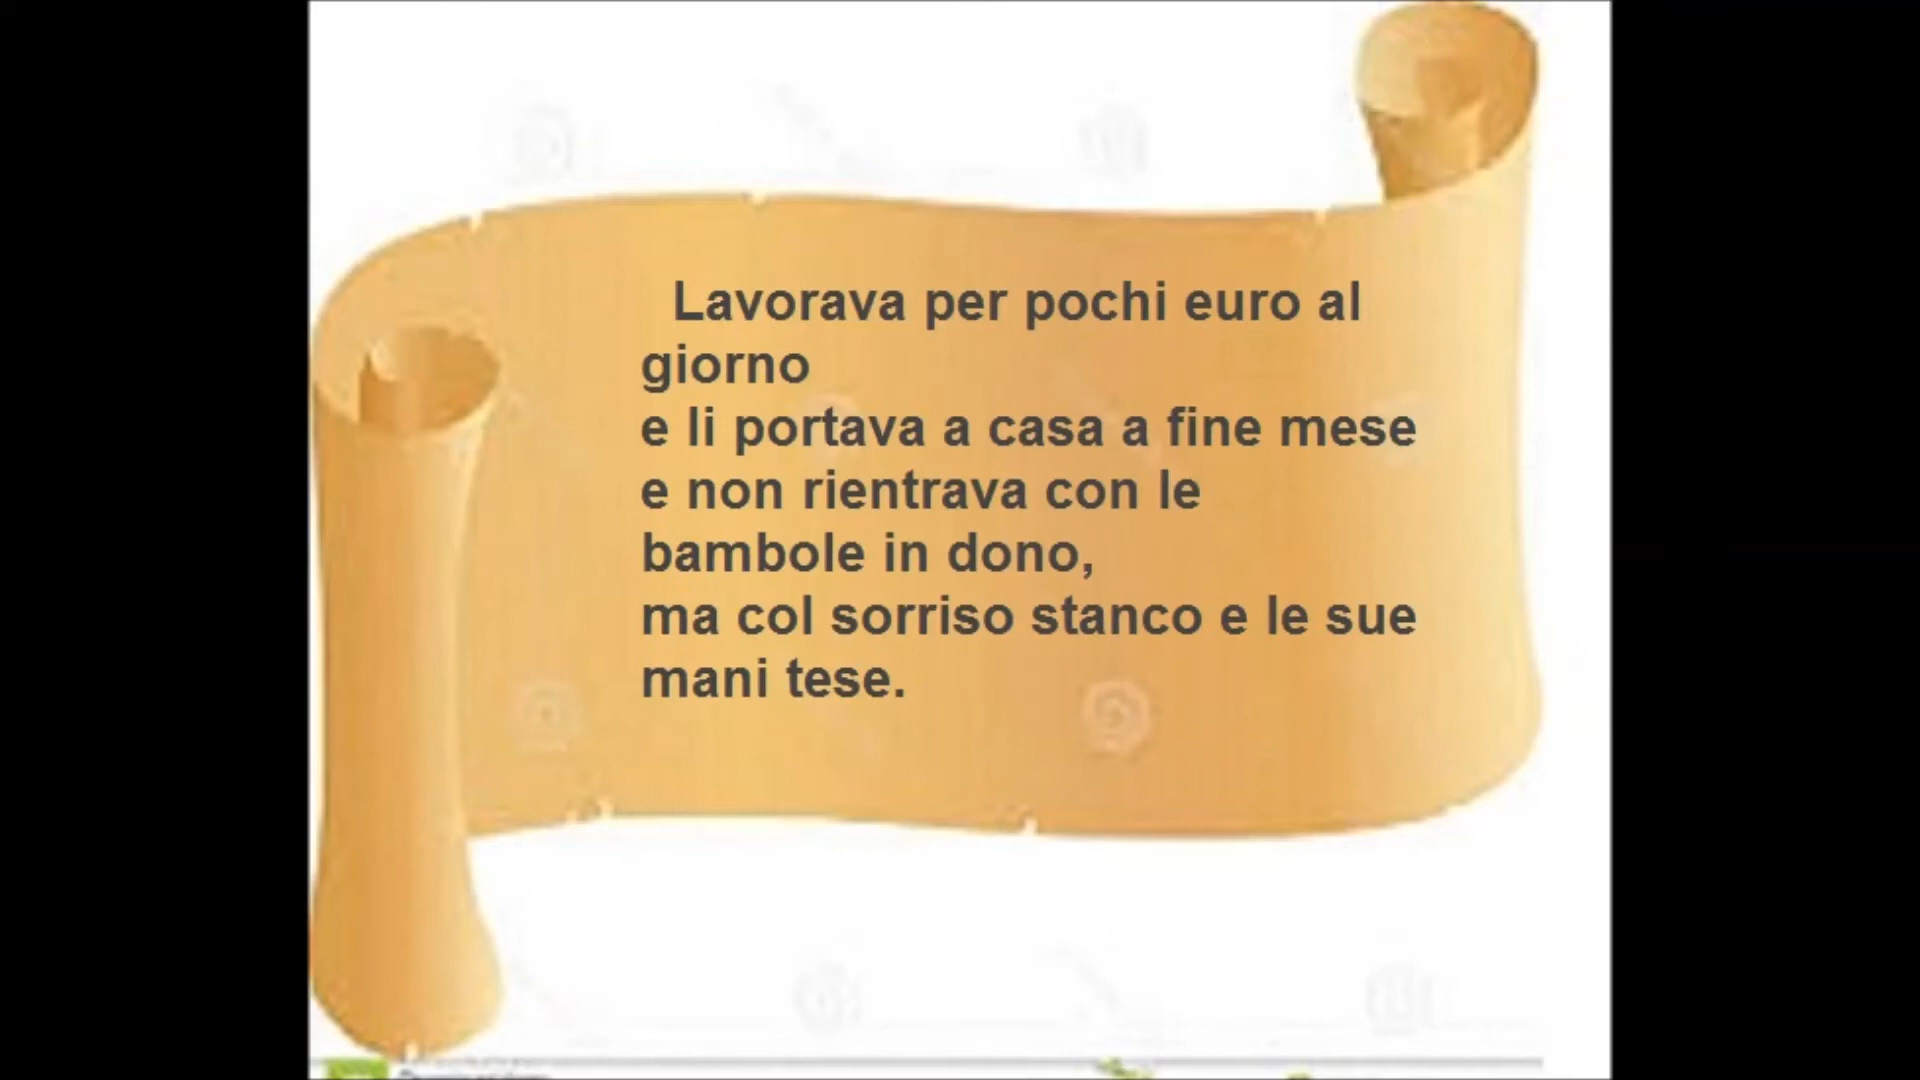 Lavorava per pochi euro al
giorno
e li portava a casa a fine mese
e non rientrava con le
bambole in dono,
ma col sorriso stanco e le sue
mani tese.